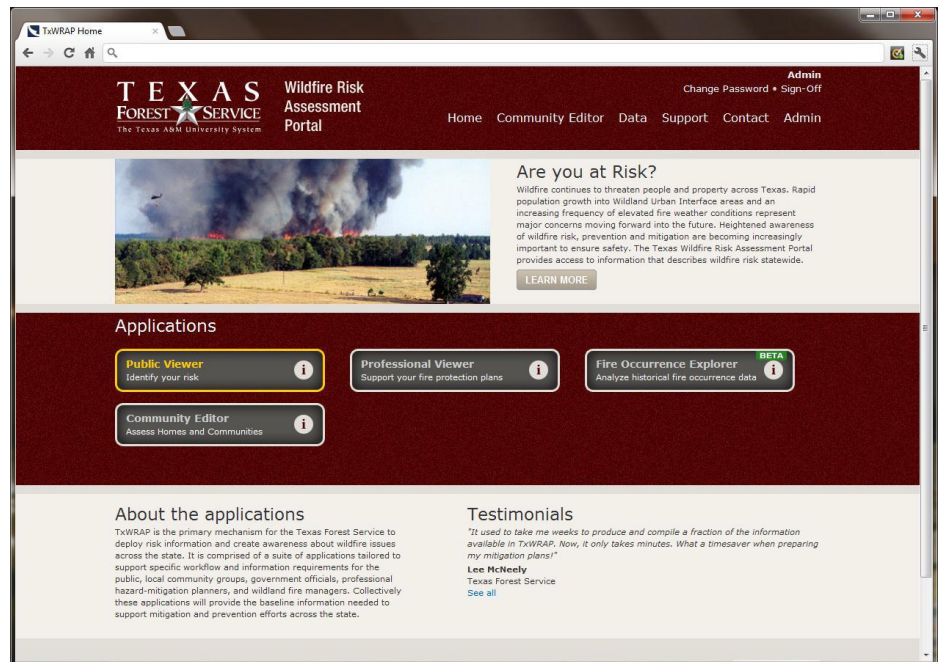 TxWRAP Home
Admin
Change Password • Sign-Off
TEXAS
FOREST SERVICE
The Texas A&M University System
Wildfire Risk
Assessment
Portal
Home Community Editor Data Support Contact Admin
Are you at Risk?
Wildfire continues to threaten people and property across Texas. Rapid
population growth into Wildland Urban Interface areas and an
increasing frequency of elevated fire weather conditions represent
major concerns moving forward into the future. Heightened awareness
of wildfire risk, prevention and mitigation are becoming increasingly
important to ensure safety. The Texas Wildfire Risk Assessment Portal
provides access to information that describes wildfire risk statewide.
LEARN MORE
Applications
Public Viewer
Identify your risk
i
Professional Viewer
Support your fire protection plans
i
BETA
Fire Occurrence Explorer
Analyze historical fire occurrence data
i
Community Editor
Assess Homes and Communities
i
About the applications
TxWRAP is the primary mechanism for the Texas Forest Service to
deploy risk information and create awareness about wildfire issues
across the state. It is comprised of a suite of applications tailored to
support specific workflow and information requirements for the
public, local community groups, government officials, professional
hazard-mitigation planners, and wildland fire managers. Collectively
these applications will provide the baseline information needed to
support mitigation and prevention efforts across the state.
Testimonials
"It used to take me weeks to produce and compile a fraction of the information
available in TxWRAP. Now, it only takes minutes. What a timesaver when preparing
my mitigation plans!"
Lee McNeely
Texas Forest Service
See all